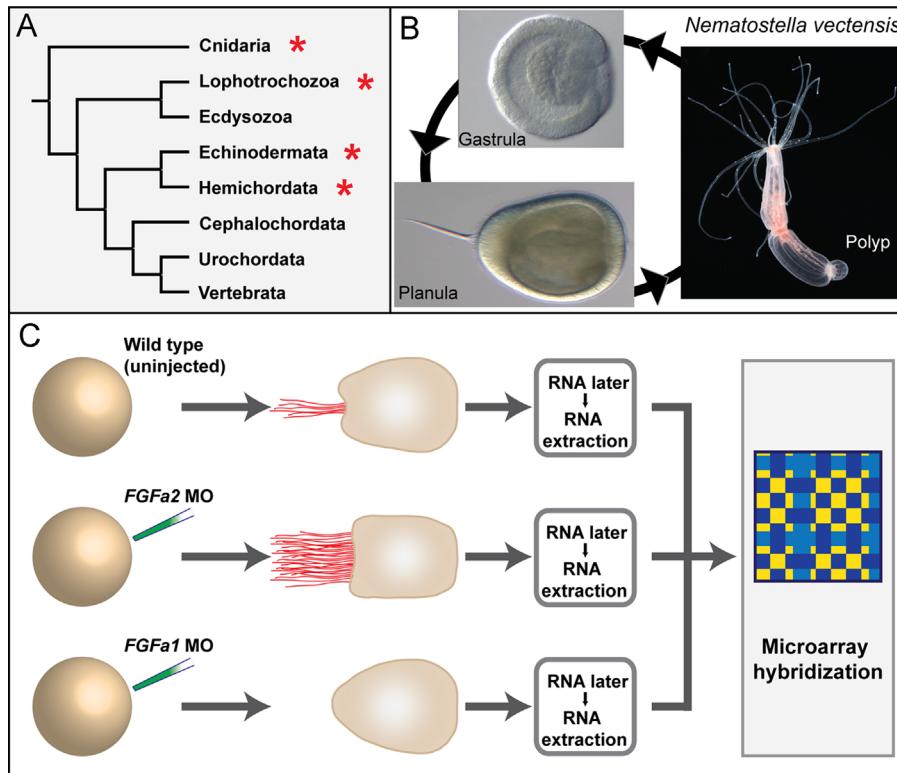 A
Cnidaria *
Lophotrochozoa *
Ecdysozoa
Echinodermata *
Hemichordata *
Cephalochordata
Urochordata
Vertebrata
B
Nematostella vectensis
Gastrula
Planula
Polyp
C
Wild type
(uninjected)
RNA later
RNA
extraction
FGFa2 MO
RNA later
RNA
extraction
FGFa1 MO
RNA later
RNA
extraction
Microarray
hybridization